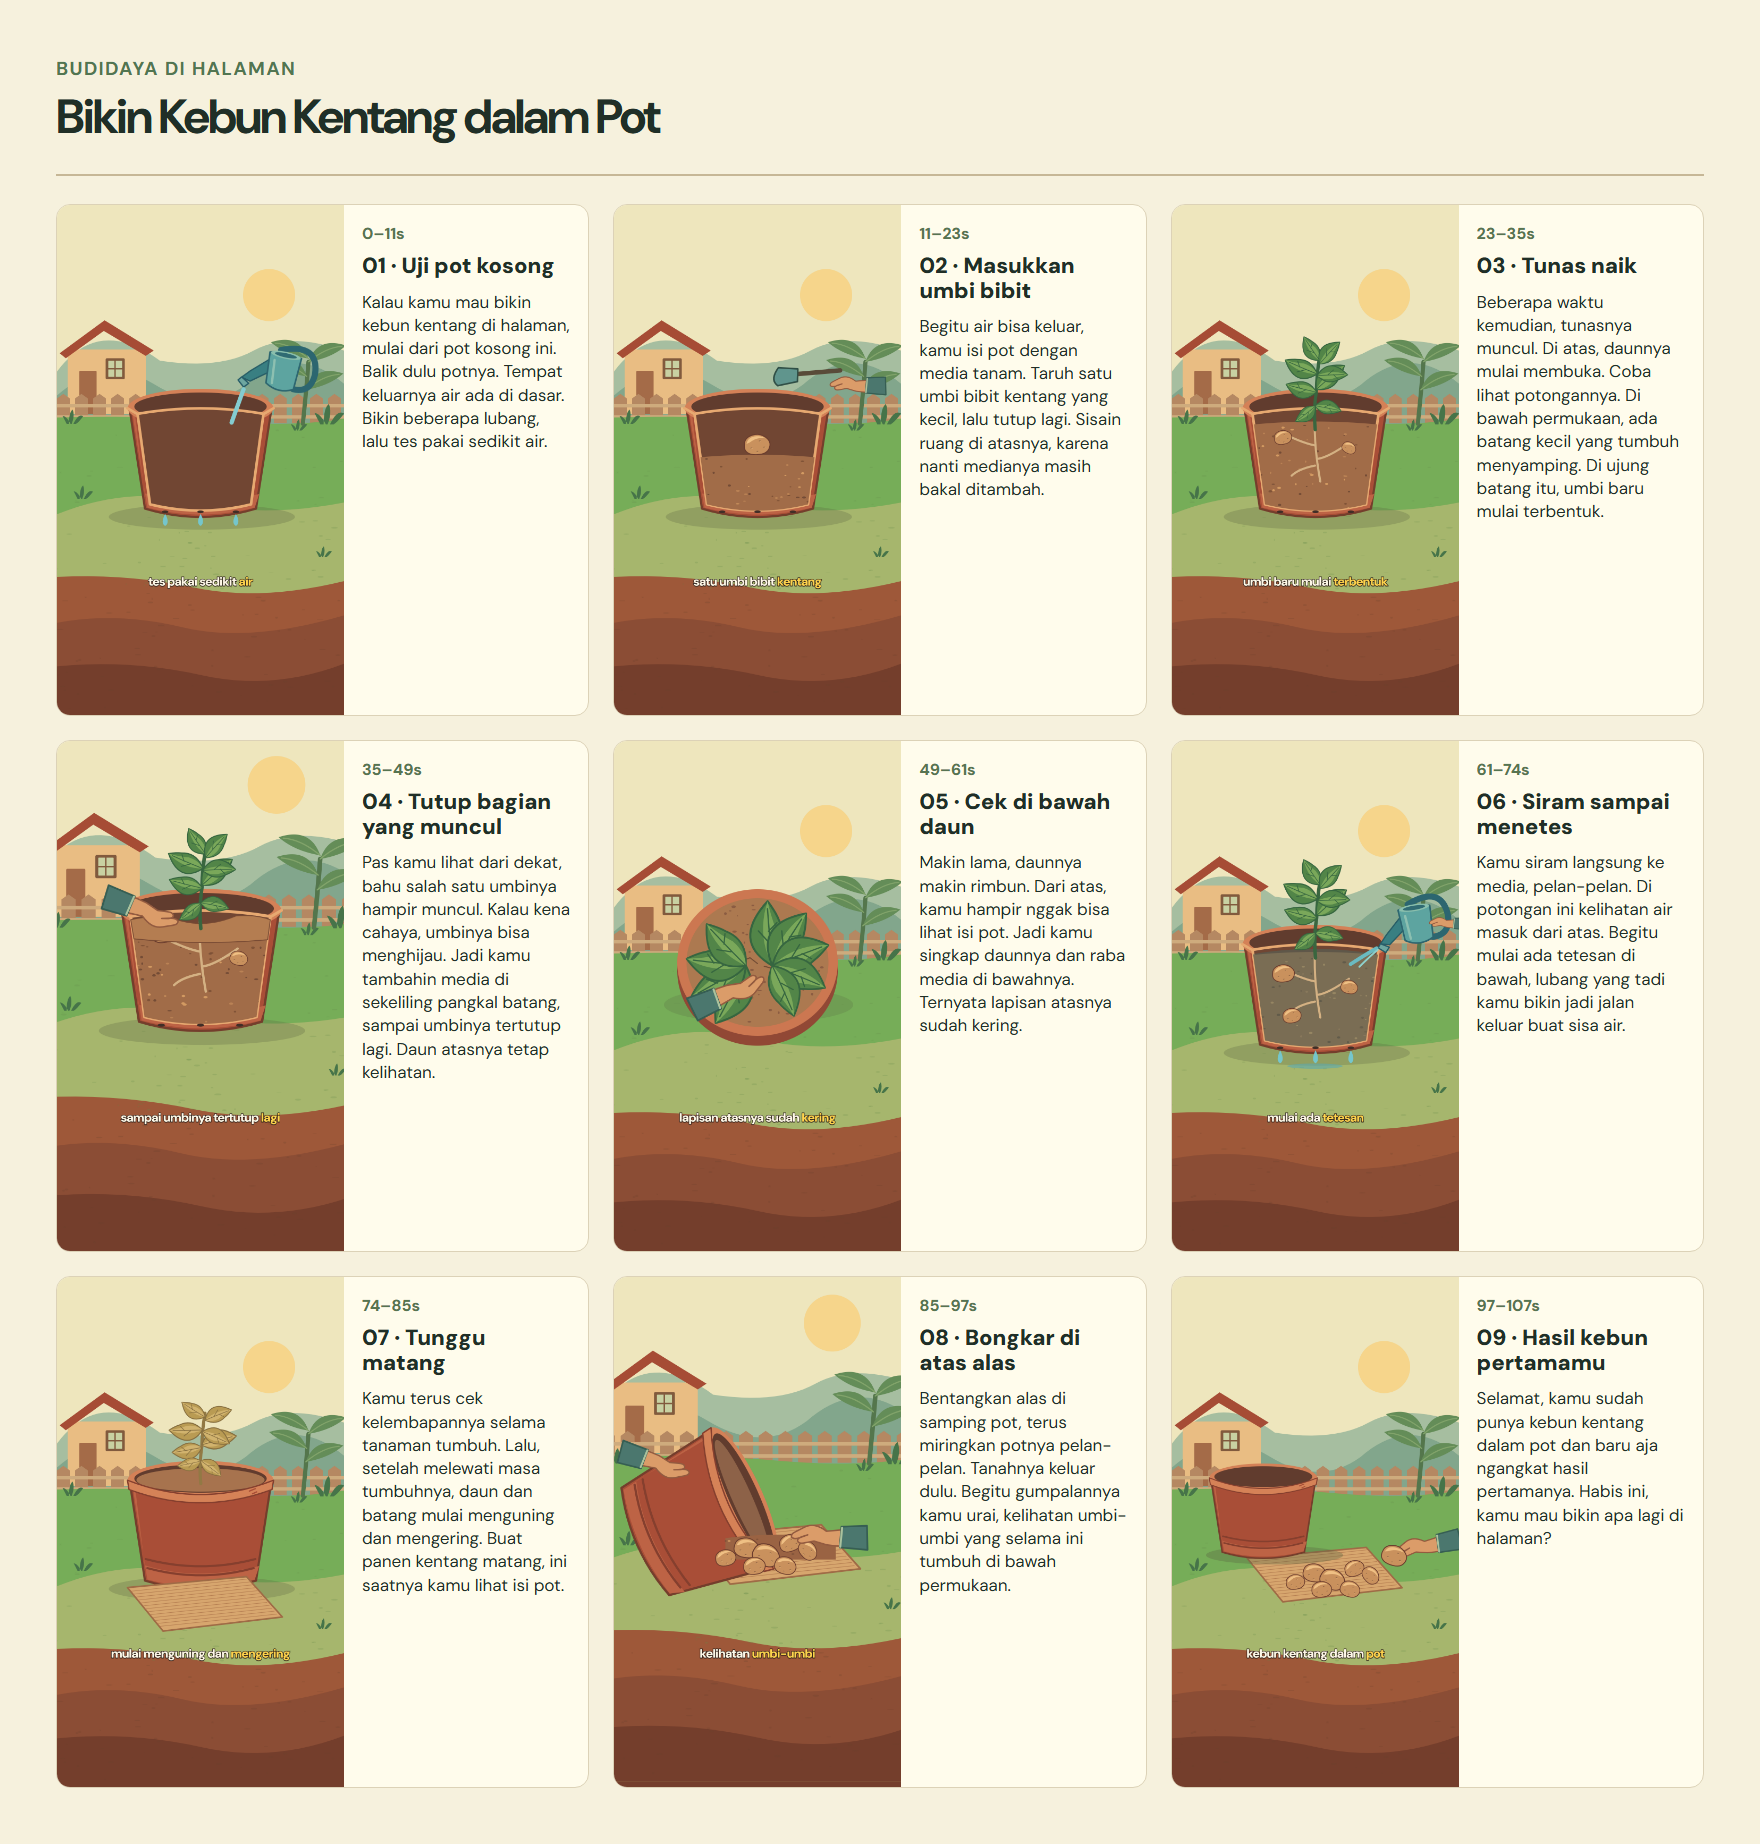 BUDIDAYA DI HALAMAN
Bikin Kebun Kentang dalam Pot
0–11s
01 · Uji pot kosong
Kalau kamu mau bikin
kebun kentang di halaman,
mulai dari pot kosong ini.
Balik dulu potnya. Tempat
keluarnya air ada di dasar.
Bikin beberapa lubang,
lalu tes pakai sedikit air.
tes pakai sedikit air
11–23s
02 · Masukkan
umbi bibit
Begitu air bisa keluar,
kamu isi pot dengan
media tanam. Taruh satu
umbi bibit kentang yang
kecil, lalu tutup lagi. Sisain
ruang di atasnya, karena
nanti medianya masih
bakal ditambah.
satu umbi bibit kentang
23–35s
03 · Tunas naik
Beberapa waktu
kemudian, tunasnya
muncul. Di atas, daunnya
mulai membuka. Coba
lihat potongannya. Di
bawah permukaan, ada
batang kecil yang tumbuh
menyamping. Di ujung
batang itu, umbi baru
mulai terbentuk.
umbi baru mulai terbentuk
35–49s
04 · Tutup bagian
yang muncul
Pas kamu lihat dari dekat,
bahu salah satu umbinya
hampir muncul. Kalau kena
cahaya, umbinya bisa
menghijau. Jadi kamu
tambahin media di
sekeliling pangkal batang,
sampai umbinya tertutup
lagi. Daun atasnya tetap
kelihatan.
sampai umbinya tertutup lagi
49–61s
05 · Cek di bawah
daun
Makin lama, daunnya
makin rimbun. Dari atas,
kamu hampir nggak bisa
lihat isi pot. Jadi kamu
singkap daunnya dan raba
media di bawahnya.
Ternyata lapisan atasnya
sudah kering.
lapisan atasnya sudah kering
61–74s
06 · Siram sampai
menetes
Kamu siram langsung ke
media, pelan-pelan. Di
potongan ini kelihatan air
masuk dari atas. Begitu
mulai ada tetesan di
bawah, lubang yang tadi
kamu bikin jadi jalan
keluar buat sisa air.
mulai ada tetesan
74–85s
07 · Tunggu
matang
Kamu terus cek
kelembapannya selama
tanaman tumbuh. Lalu,
setelah melewati masa
tumbuhnya, daun dan
batang mulai menguning
dan mengering. Buat
panen kentang matang, ini
saatnya kamu lihat isi pot.
mulai menguning dan mengering
85–97s
08 · Bongkar di
atas alas
Bentangkan alas di
samping pot, terus
miringkan potnya pelan-
pelan. Tanahnya keluar
dulu. Begitu gumpalannya
kamu urai, kelihatan umbi-
umbi yang selama ini
tumbuh di bawah
permukaan.
kelihatan umbi-umbi
97–107s
09 · Hasil kebun
pertamamu
Selamat, kamu sudah
punya kebun kentang
dalam pot dan baru aja
ngangkat hasil
pertamanya. Habis ini,
kamu mau bikin apa lagi di
halaman?
kebun kentang dalam pot